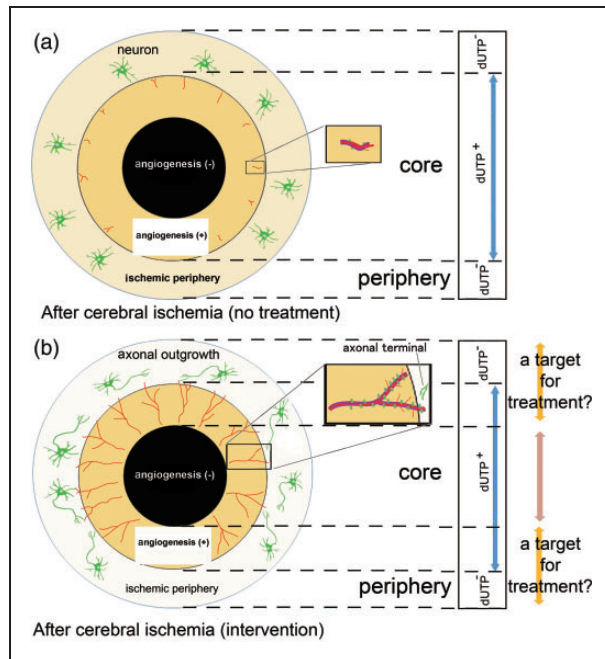 (a)
neuron
angiogenesis (-)
angiogenesis (+)
ischemic periphery
core
periphery
dUTP-
dUTP+
dUTP-
After cerebral ischemia (no treatment)
(b)
axonal outgrowth
axonal terminal
angiogenesis (-)
angiogenesis (+)
ischemic periphery
core
periphery
dUTP-
dUTP+
dUTP-
a target
for
treatment?
a target
for
treatment?
After cerebral ischemia (intervention)